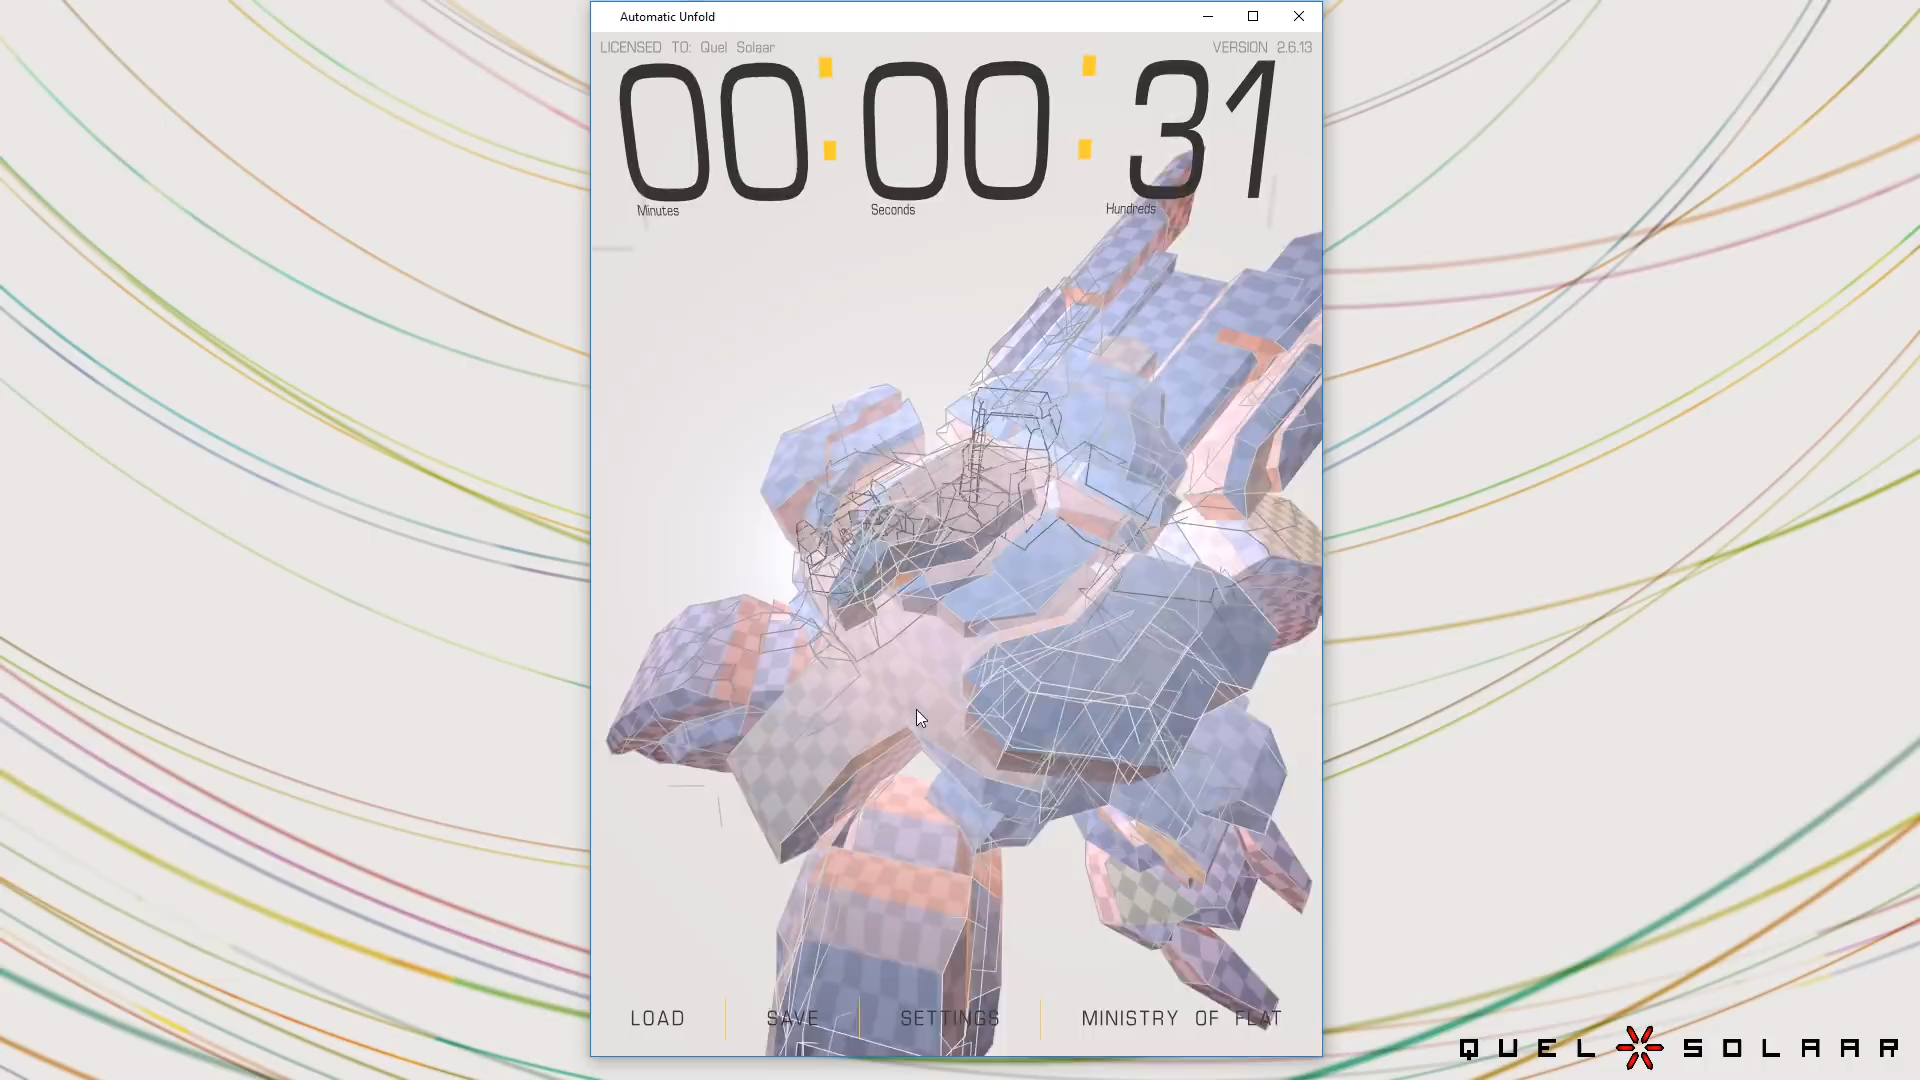 Automatic Unfold
LICENSED TO: Quel Solaar
VERSION 2.6.13
00:00:31
Minutes
Seconds
Hundreds
LOAD
SAVE
SETTINGS
MINISTRY OF FLAT
QUEL SOLAAR